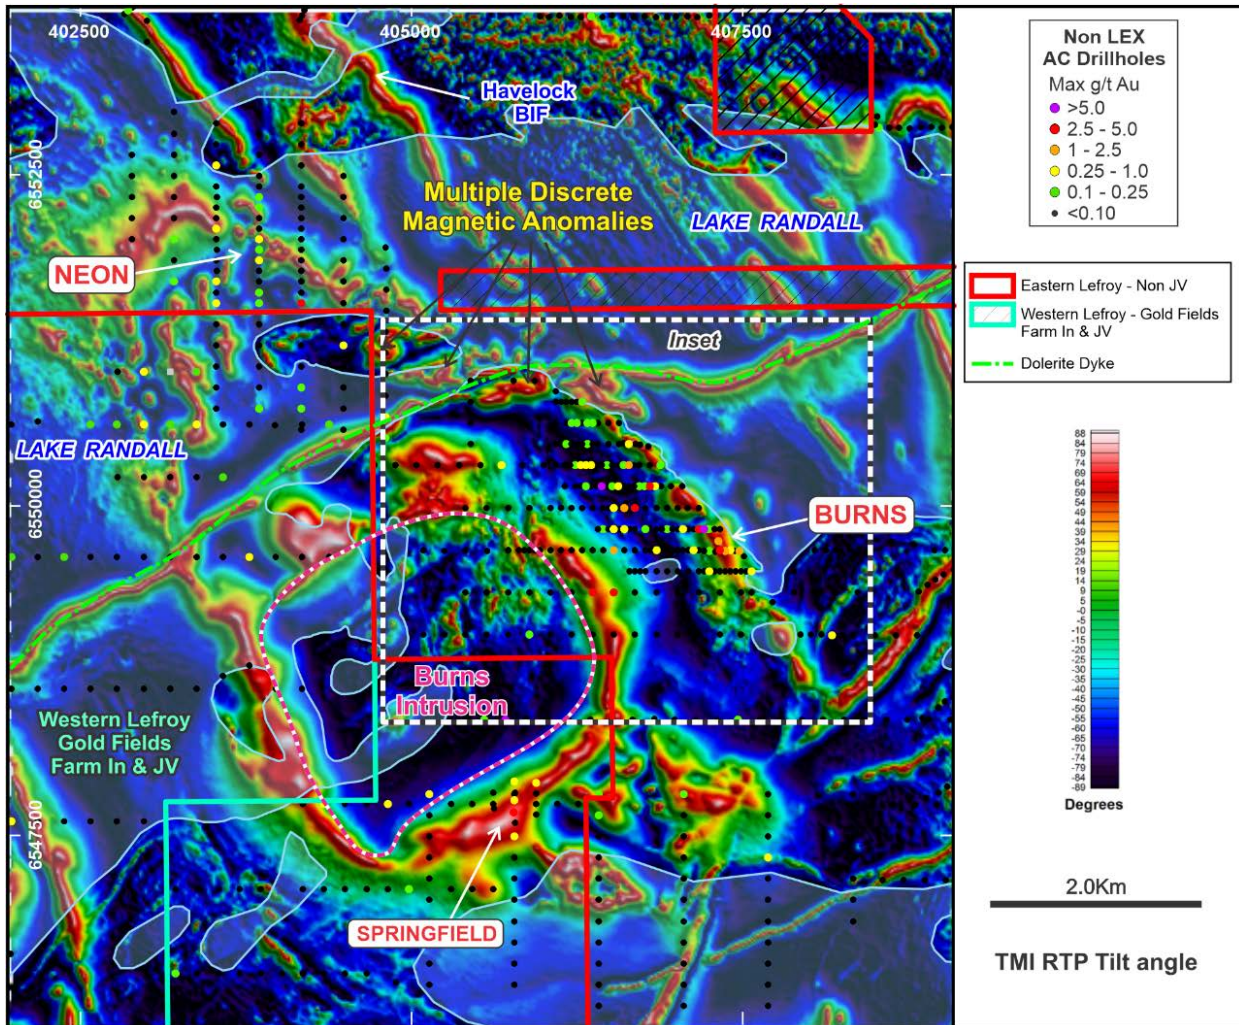 402500
405000
407500
Havelock
BIF
6552500
Multiple Discrete
Magnetic Anomalies
LAKE RANDALL
NEON
Inset
LAKE RANDALL
6550000
BURNS
Burns
Intrusion
Western Lefroy
Gold Fields
Farm In & JV
6547500
SPRINGFIELD
Non LEX
AC Drillholes
Max g/t Au
>5.0
2.5 - 5.0
1 - 2.5
0.25 - 1.0
0.1 - 0.25
<0.10
Eastern Lefroy - Non JV
Western Lefroy - Gold Fields
Farm In & JV
Dolerite Dyke
88
84
79
74
69
64
59
54
49
44
39
34
29
24
19
14
9
5
-0
-5
-10
-15
-20
-25
-30
-35
-40
-45
-50
-55
-60
-65
-70
-74
-79
-84
-89
Degrees
2.0Km
TMI RTP Tilt angle